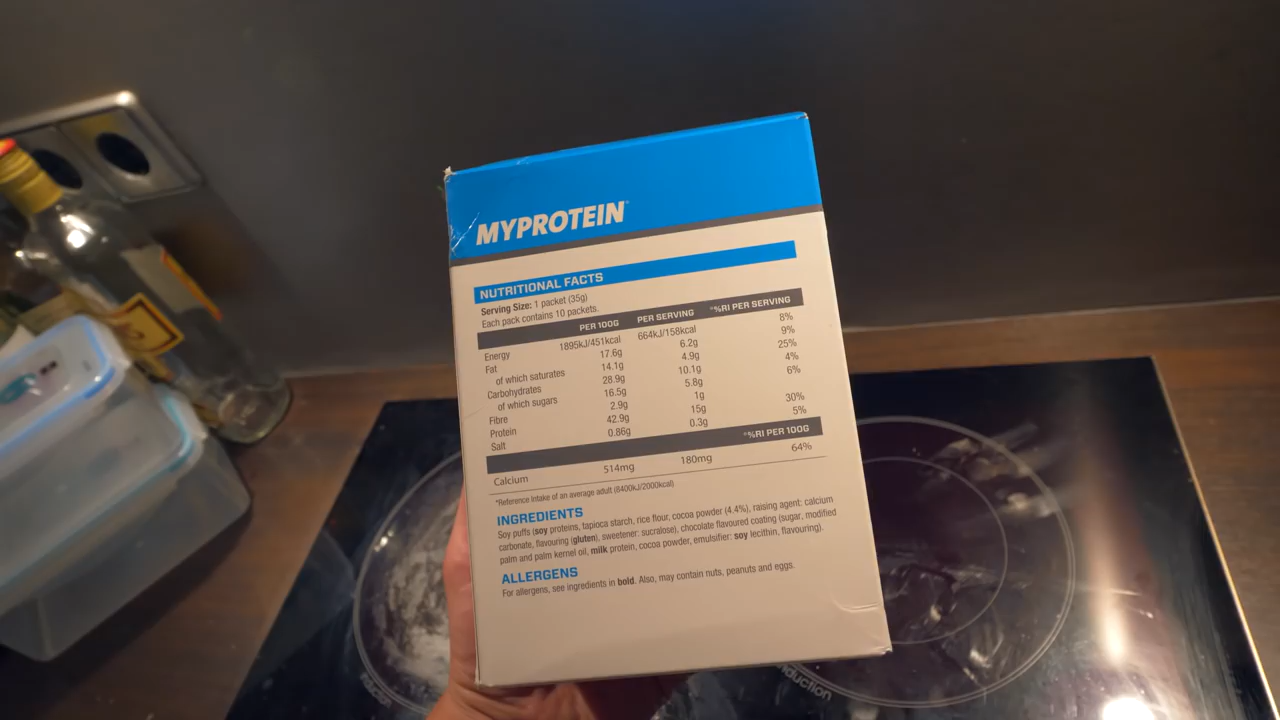 MYPROTEIN
NUTRITIONAL FACTS
Serving Size: 1 packet (35g)
Each pack contains 10 packets.
PER 100G PER SERVING *%RI PER SERVING
Energy 1895kJ/451kcal 664kJ/158kcal 8%
Fat 17.6g 6.2g 9%
of which saturates 14.1g 4.9g 25%
Carbohydrates 28.9g 10.1g 4%
of which sugars 16.5g 5.8g 6%
Fibre 2.9g 1g
Protein 42.9g 15g 30%
Salt 0.86g 0.3g 5%
*%RI PER 100G
Calcium 514mg 180mg 64%
*Reference Intake of an average adult (8400kJ/2000kcal)
INGREDIENTS
Soy puffs (soy proteins, tapioca starch, rice flour, cocoa powder (4.4%), raising agent: calcium
carbonate, flavouring (gluten), sweetener: sucralose), chocolate flavoured coating (sugar, modified
palm and palm kernel oil, milk protein, cocoa powder, emulsifier: soy lecithin, flavouring).
ALLERGENS
For allergens, see ingredients in bold. Also, may contain nuts, peanuts and eggs.